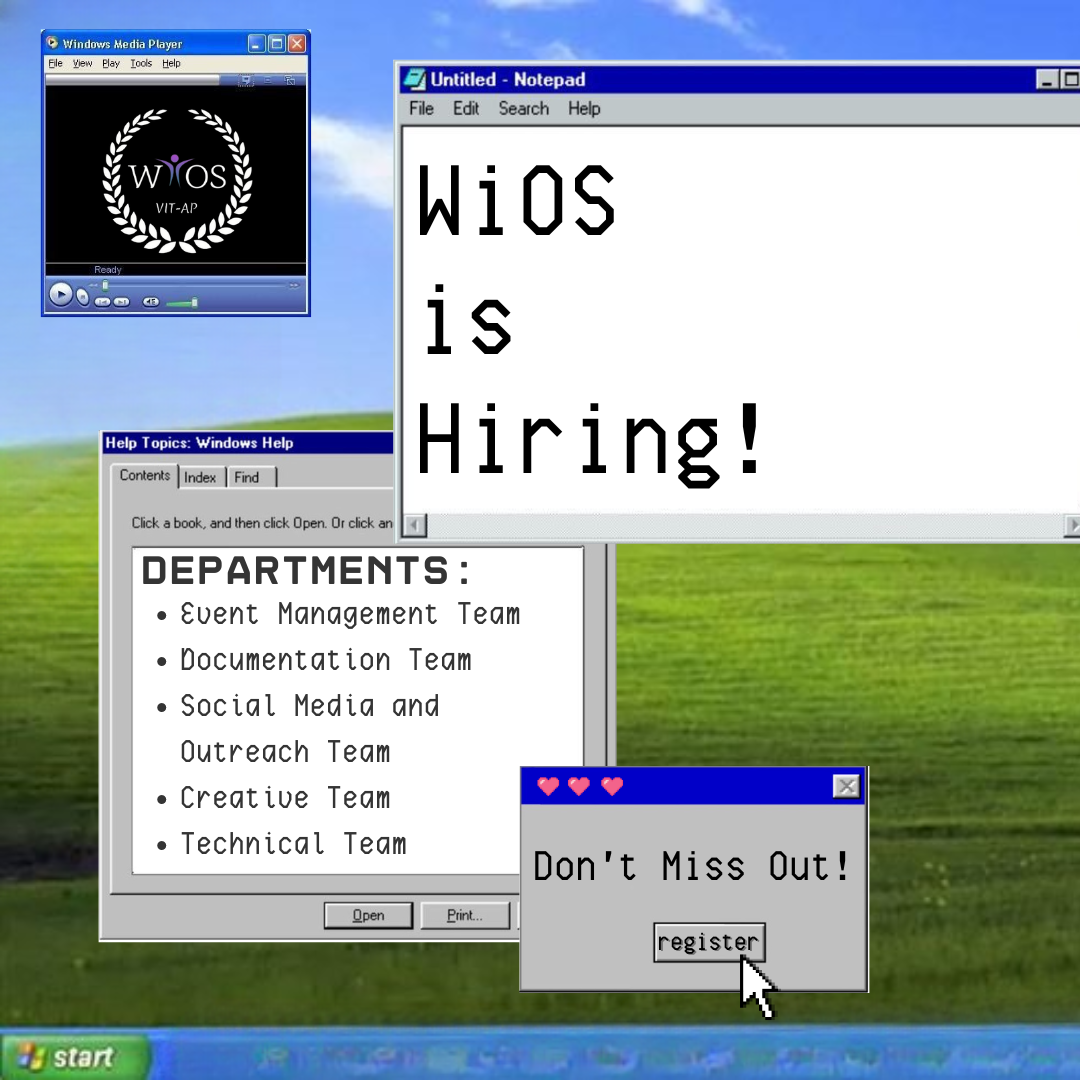 Windows Media Player
File View Play Tools Help
WiOS
VIT-AP
Ready
Untitled - Notepad
File Edit Search Help
WiOS
is
Hiring!
Help Topics: Windows Help
Contents Index Find
Click a book, and then click Open. Or click an
DEPARTMENTS:
• Event Management Team
• Documentation Team
• Social Media and
Outreach Team
• Creative Team
• Technical Team
Open Print...
Don't Miss Out!
register
start